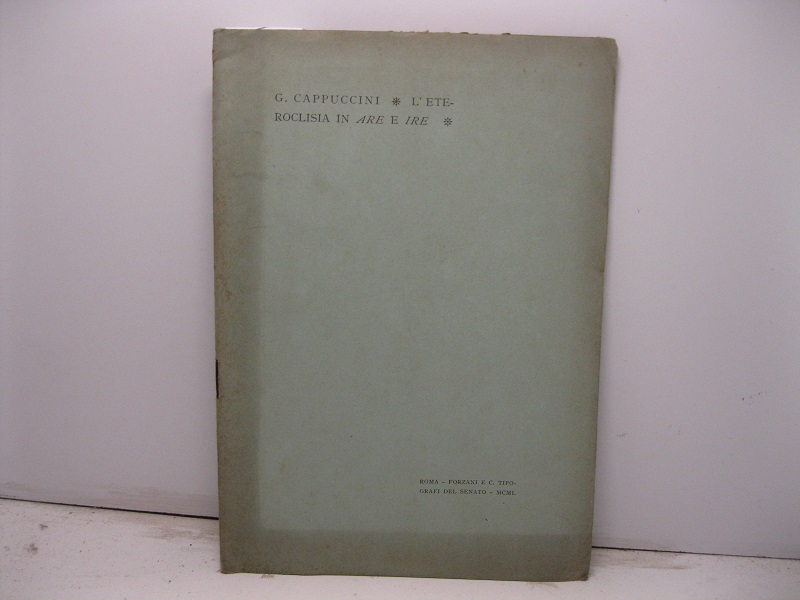 G. CAPPUCCINI ⁜ L'ETE-
ROCLISIA IN ARE E IRE ⁜
ROMA - FORZANI E C. TIPO-
GRAFI DEL SENATO - MCML